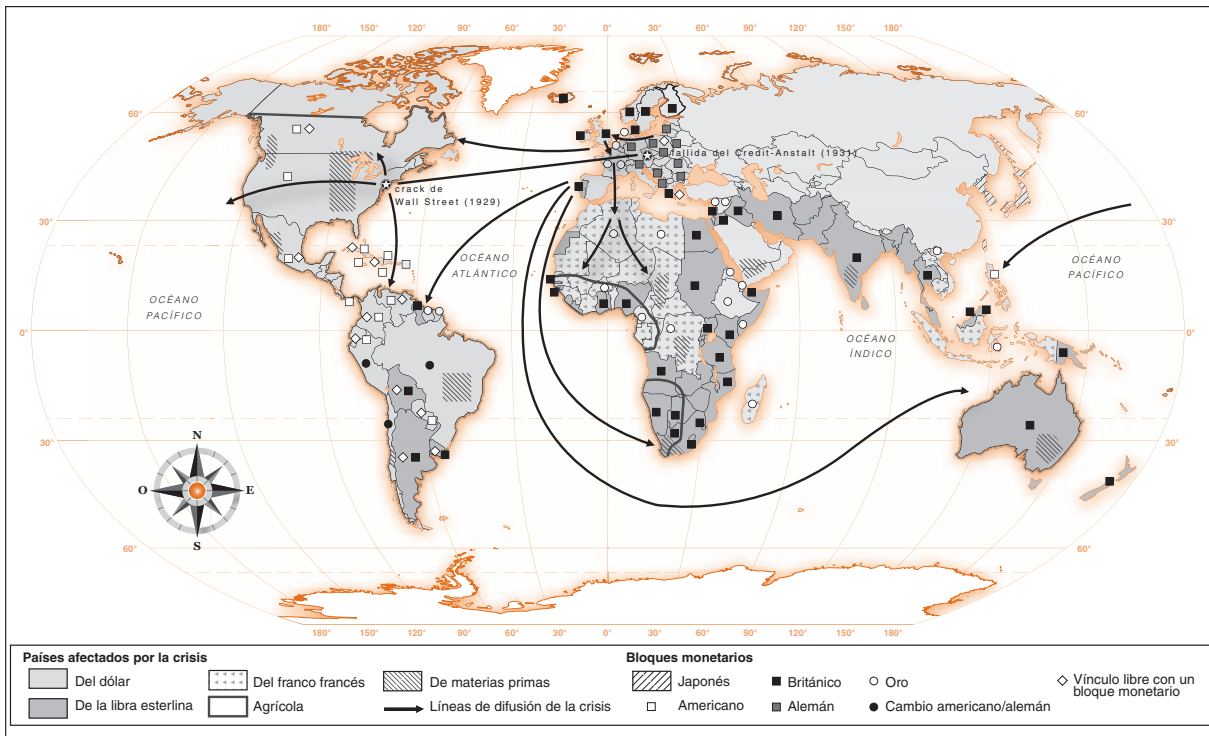 180° 150° 120° 90° 60° 30° 0° 30° 60° 90° 120° 150° 180°
60° 60°
fallida del Credit-Anstalt (1931)
crack de
Wall Street (1929)
30° 30°
OCÉANO
ATLÁNTICO
OCÉANO
PACÍFICO
OCÉANO
PACÍFICO
0° 0°
OCÉANO
ÍNDICO
30° 30°
N
O E
S
60° 60°
180° 150° 120° 90° 60° 30° 0° 30° 60° 90° 120° 150° 180°
Países afectados por la crisis
Del dólar
De la libra esterlina
Del franco francés
Agrícola
De materias primas
Líneas de difusión de la crisis
Bloques monetarios
Japonés
Americano
Británico
Alemán
Oro
Cambio americano/alemán
Vínculo libre con un
bloque monetario